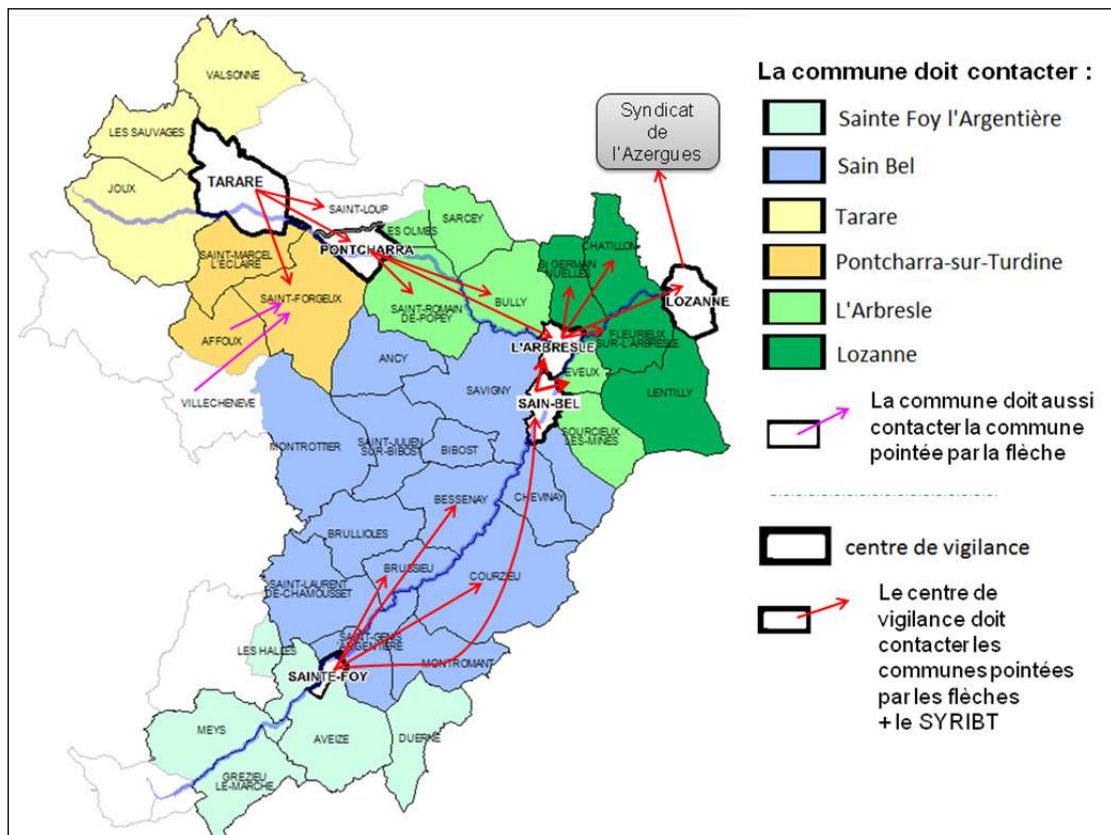 VALSONNE
LES SAUVAGES
TARARE
JOUX
SAINT-LOUP
SARCEY
LES OLMES
PONTCHARRA
SAINT-MARCEL
L'ECLAIRE
SAINT-FORGEUX
SAINT-ROMAIN
DE-POPEY
BULLY
St GERMAIN
NUELLES
CHATILLON
LOZANNE
AFFOUX
ANCY
L'ARBRESLE
FLEURIEUX
SUR-L'ARBRESLE
EVEUX
VILLECHENEVE
SAVIGNY
SAIN-BEL
LENTILLY
MONTROTTIER
SAINT-JULIEN
SUR-BIBOST
BIBOST
SOURCIEUX
LES-MINES
BESSENAY
CHEVINAY
BRULLIOLES
BRUSSIEU
COURZIEU
SAINT-LAURENT
DE-CHAMOUSSET
SAINT-GENIS
ARGENTIERE
LES HALLES
MONTROMANT
SAINTE-FOY
MEYS
AVEIZE
DUERNE
GREZIEU
LE-MARCHE
Syndicat
de
l'Azergues
La commune doit contacter :
Sainte Foy l'Argentière
Sain Bel
Tarare
Pontcharra-sur-Turdine
L'Arbresle
Lozanne
La commune doit aussi
contacter la commune
pointée par la flèche
centre de vigilance
Le centre de
vigilance doit
contacter les
communes pointées
par les flèches
+ le SYRIBT